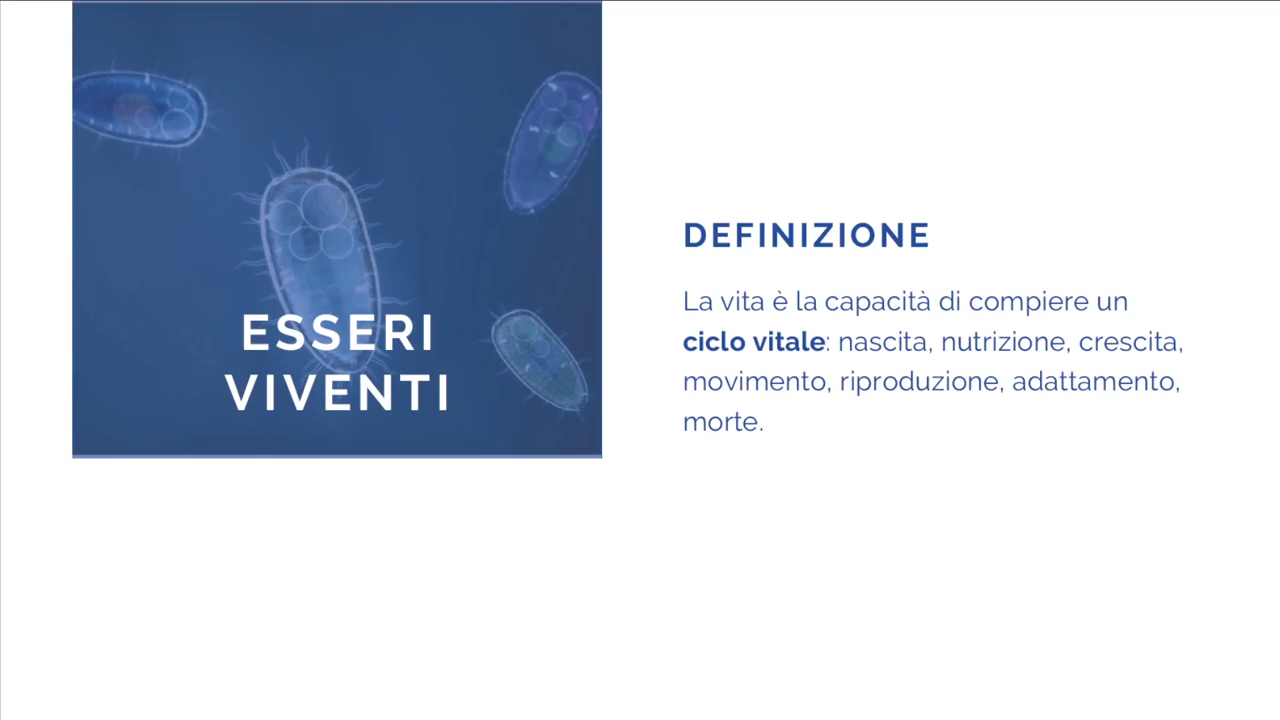 ESSERI
VIVENTI
DEFINIZIONE
La vita è la capacità di compiere un
ciclo vitale: nascita, nutrizione, crescita,
movimento, riproduzione, adattamento,
morte.